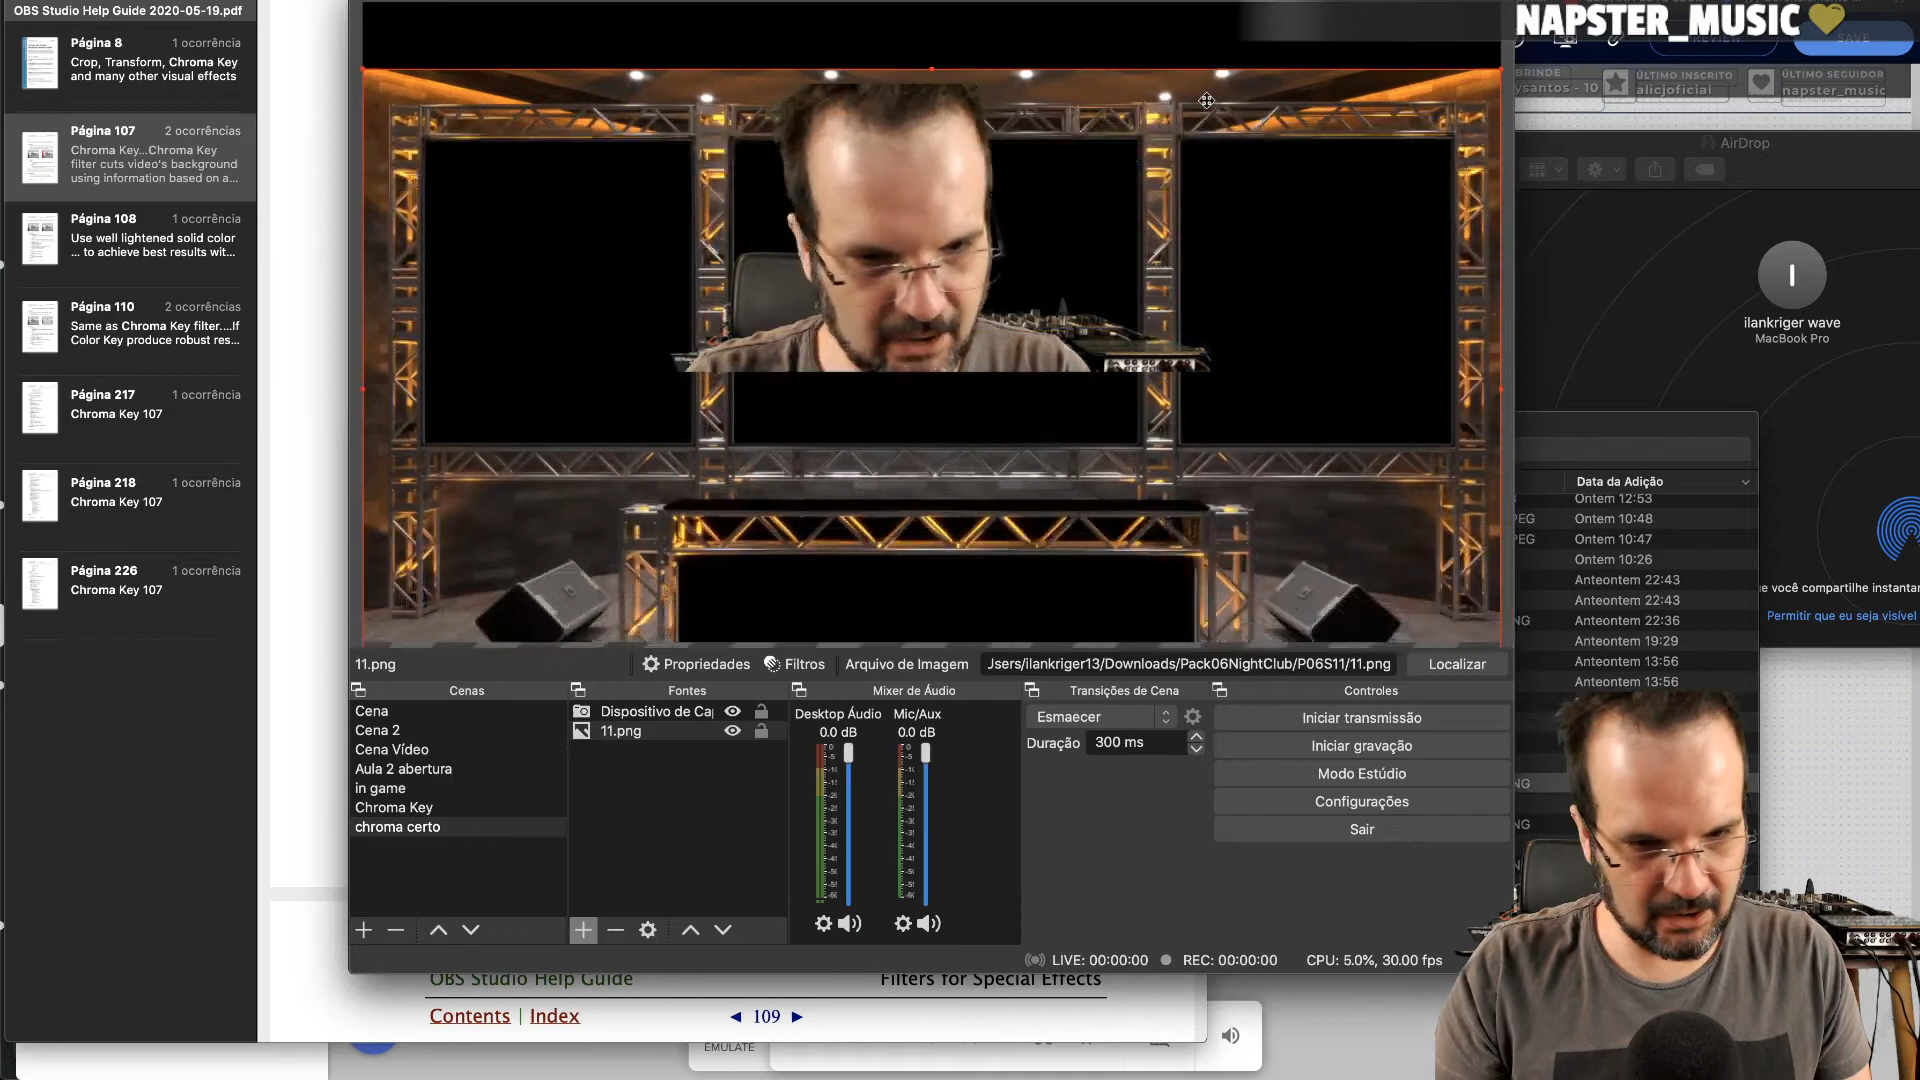 OBS Studio Help Guide 2020-05-19.pdf
Página 8 1 ocorrência
Crop, Transform, Chroma Key
and many other visual effects
Página 107 2 ocorrências
Chroma Key...Chroma Key
filter cuts video's background
using information based on a...
Página 108 1 ocorrência
Use well lightened solid color
... to achieve best results wit...
Página 110 2 ocorrências
Same as Chroma Key filter....If
Color Key produce robust res...
Página 217 1 ocorrência
Chroma Key 107
Página 218 1 ocorrência
Chroma Key 107
Página 226 1 ocorrência
Chroma Key 107
NAPSTER_MUSIC
SAVE
BRINDE
ysantos - 10
ÚLTIMO INSCRITO
alicjoficial
ÚLTIMO SEGUIDOR
napster_music
AirDrop
I
ilankriger wave
MacBook Pro
Data da Adição
Ontem 12:53
PEG Ontem 10:48
PEG Ontem 10:47
Ontem 10:26
Anteontem 22:43
Anteontem 22:43
NG Anteontem 22:36
Anteontem 19:29
Anteontem 13:56
Anteontem 13:56
NG
NG
e você compartilhe instantar
Permitir que eu seja visível
11.png Propriedades Filtros Arquivo de Imagem Jsers/ilankriger13/Downloads/Pack06NightClub/P06S11/11.png Localizar
Cenas
Cena
Cena 2
Cena Vídeo
Aula 2 abertura
in game
Chroma Key
chroma certo
Fontes
Dispositivo de Ca
11.png
Mixer de Áudio
Desktop Áudio Mic/Aux
0.0 dB 0.0 dB
Transições de Cena
Esmaecer
Duração 300 ms
Controles
Iniciar transmissão
Iniciar gravação
Modo Estúdio
Configurações
Sair
LIVE: 00:00:00 REC: 00:00:00 CPU: 5.0%, 30.00 fps
OBS Studio Help Guide Filters for Special Effects
Contents | Index ◄ 109 ►
EMULATE